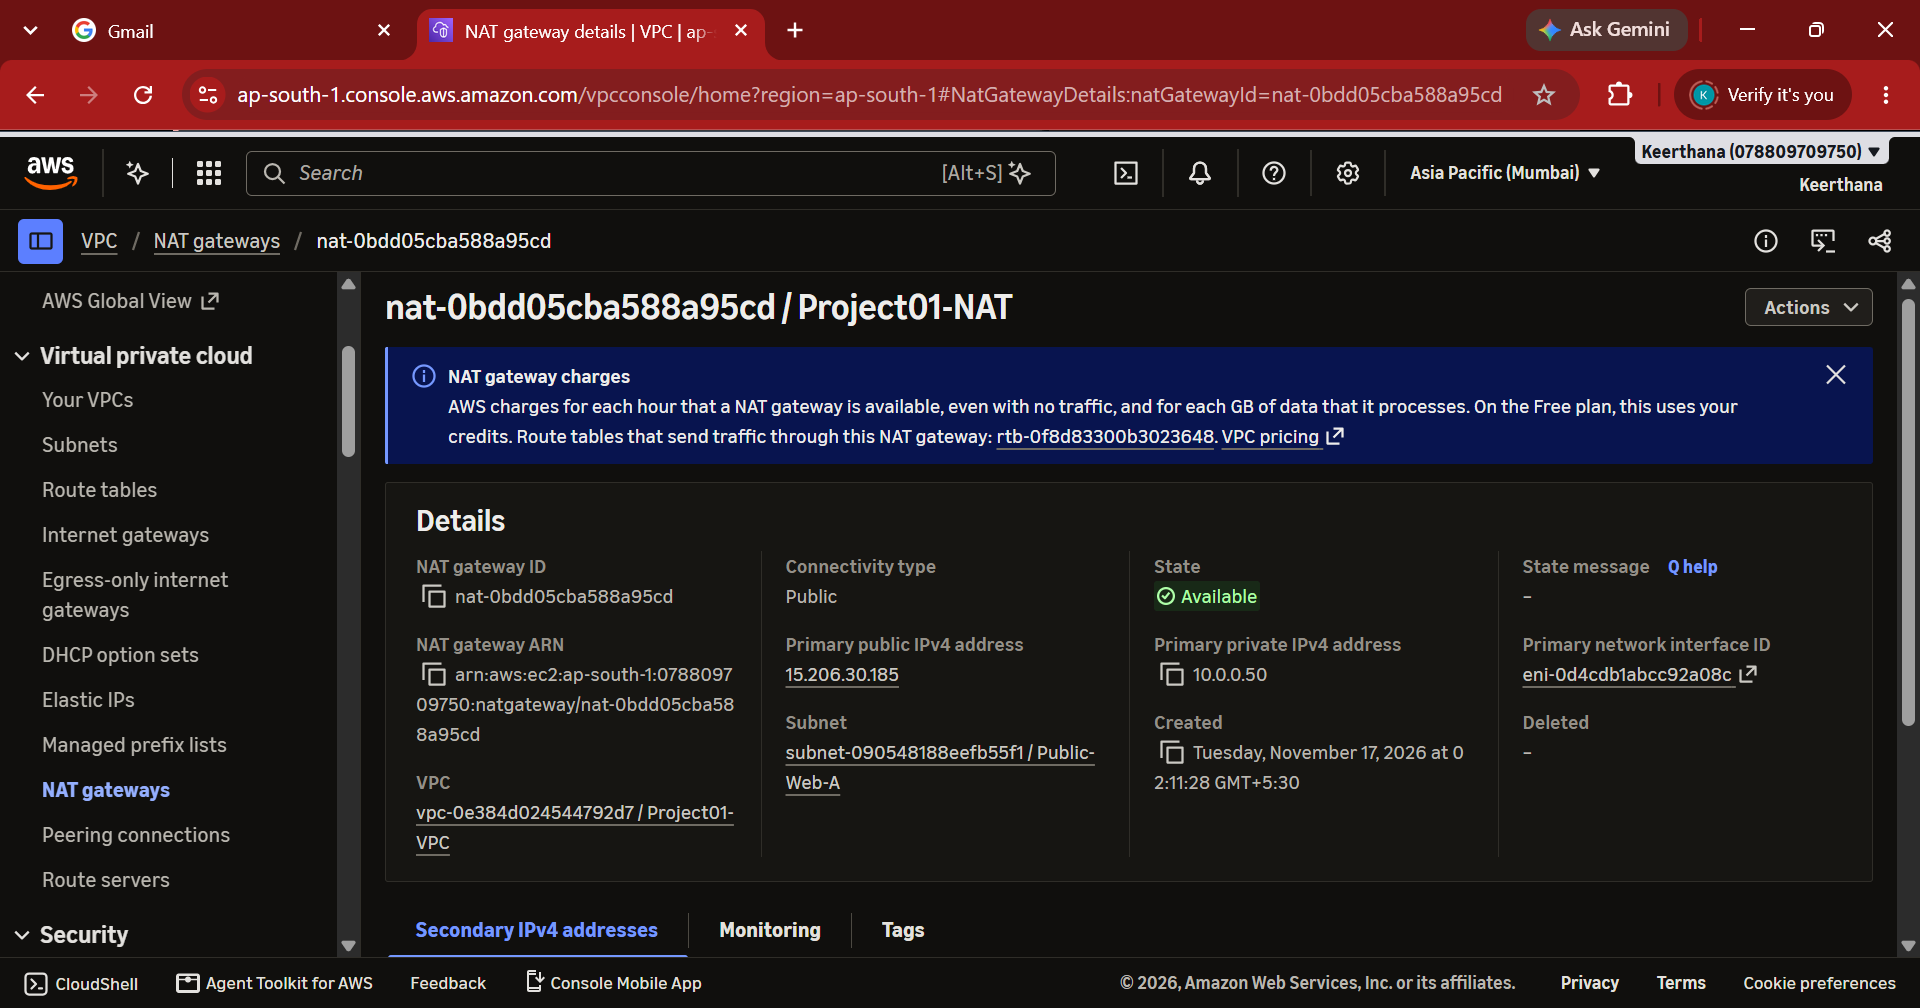 Gmail
NAT gateway details | VPC | ap-
Ask Gemini
ap-south-1.console.aws.amazon.com/vpcconsole/home?region=ap-south-1#NatGatewayDetails:natGatewayId=nat-0bdd05cba588a95cd
K
Verify it's you
aws
Search
[Alt+S]
Asia Pacific (Mumbai)
Keerthana (078809709750)
Keerthana
VPC / NAT gateways / nat-0bdd05cba588a95cd
AWS Global View
Virtual private cloud
Your VPCs
Subnets
Route tables
Internet gateways
Egress-only internet
gateways
DHCP option sets
Elastic IPs
Managed prefix lists
NAT gateways
Peering connections
Route servers
Security
nat-0bdd05cba588a95cd / Project01-NAT
Actions
NAT gateway charges
AWS charges for each hour that a NAT gateway is available, even with no traffic, and for each GB of data that it processes. On the Free plan, this uses your
credits. Route tables that send traffic through this NAT gateway: rtb-0f8d83300b3023648. VPC pricing
Details
NAT gateway ID
nat-0bdd05cba588a95cd
NAT gateway ARN
arn:aws:ec2:ap-south-1:0788097
09750:natgateway/nat-0bdd05cba58
8a95cd
VPC
vpc-0e384d024544792d7 / Project01-
VPC
Connectivity type
Public
Primary public IPv4 address
15.206.30.185
Subnet
subnet-090548188eefb55f1 / Public-
Web-A
State
Available
Primary private IPv4 address
10.0.0.50
Created
Tuesday, November 17, 2026 at 0
2:11:28 GMT+5:30
State message Q help
–
Primary network interface ID
eni-0d4cdb1abcc92a08c
Deleted
–
Secondary IPv4 addresses
Monitoring
Tags
CloudShell
Agent Toolkit for AWS
Feedback
Console Mobile App
© 2026, Amazon Web Services, Inc. or its affiliates.
Privacy
Terms
Cookie preferences